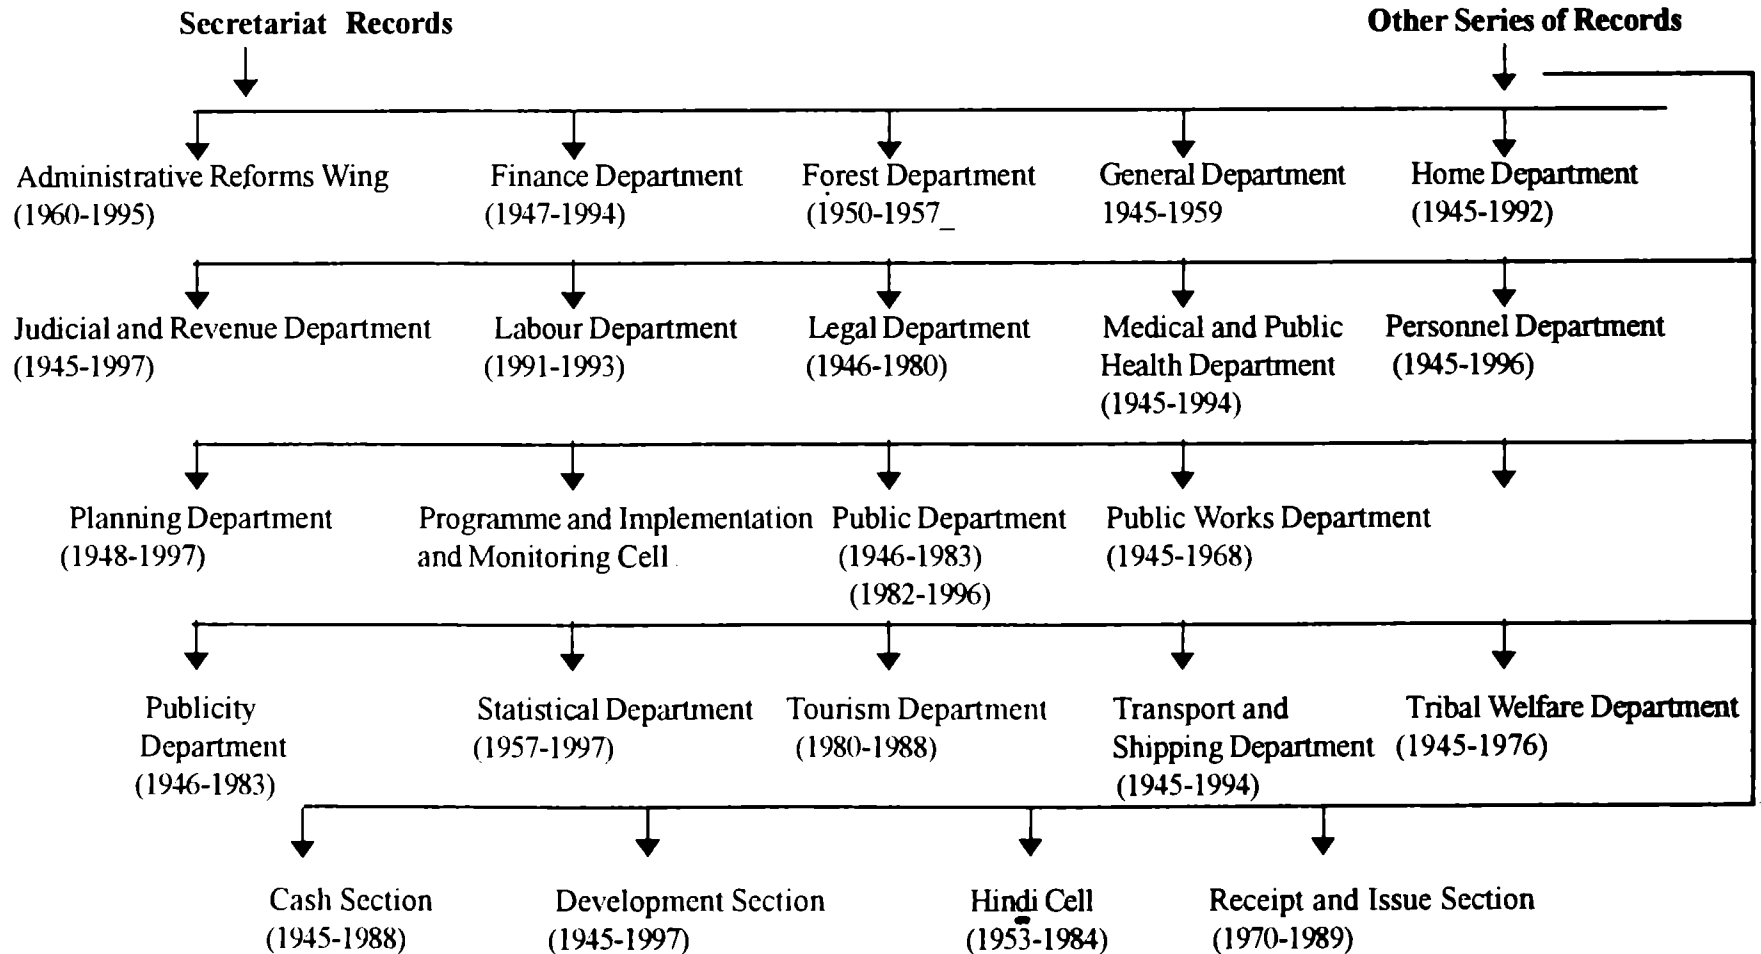 Secretariat Records
Other Series of Records
Administrative Reforms Wing
(1960-1995)
Finance Department
(1947-1994)
Forest Department
(1950-1957_
General Department
1945-1959
Home Department
(1945-1992)
Judicial and Revenue Department
(1945-1997)
Labour Department
(1991-1993)
Legal Department
(1946-1980)
Medical and Public
Health Department
(1945-1994)
Personnel Department
(1945-1996)
Planning Department
(1948-1997)
Programme and Implementation
and Monitoring Cell
Public Department
(1946-1983)
(1982-1996)
Public Works Department
(1945-1968)
Publicity
Department
(1946-1983)
Statistical Department
(1957-1997)
Tourism Department
(1980-1988)
Transport and
Shipping Department
(1945-1994)
Tribal Welfare Department
(1945-1976)
Cash Section
(1945-1988)
Development Section
(1945-1997)
Hindi Cell
(1953-1984)
Receipt and Issue Section
(1970-1989)